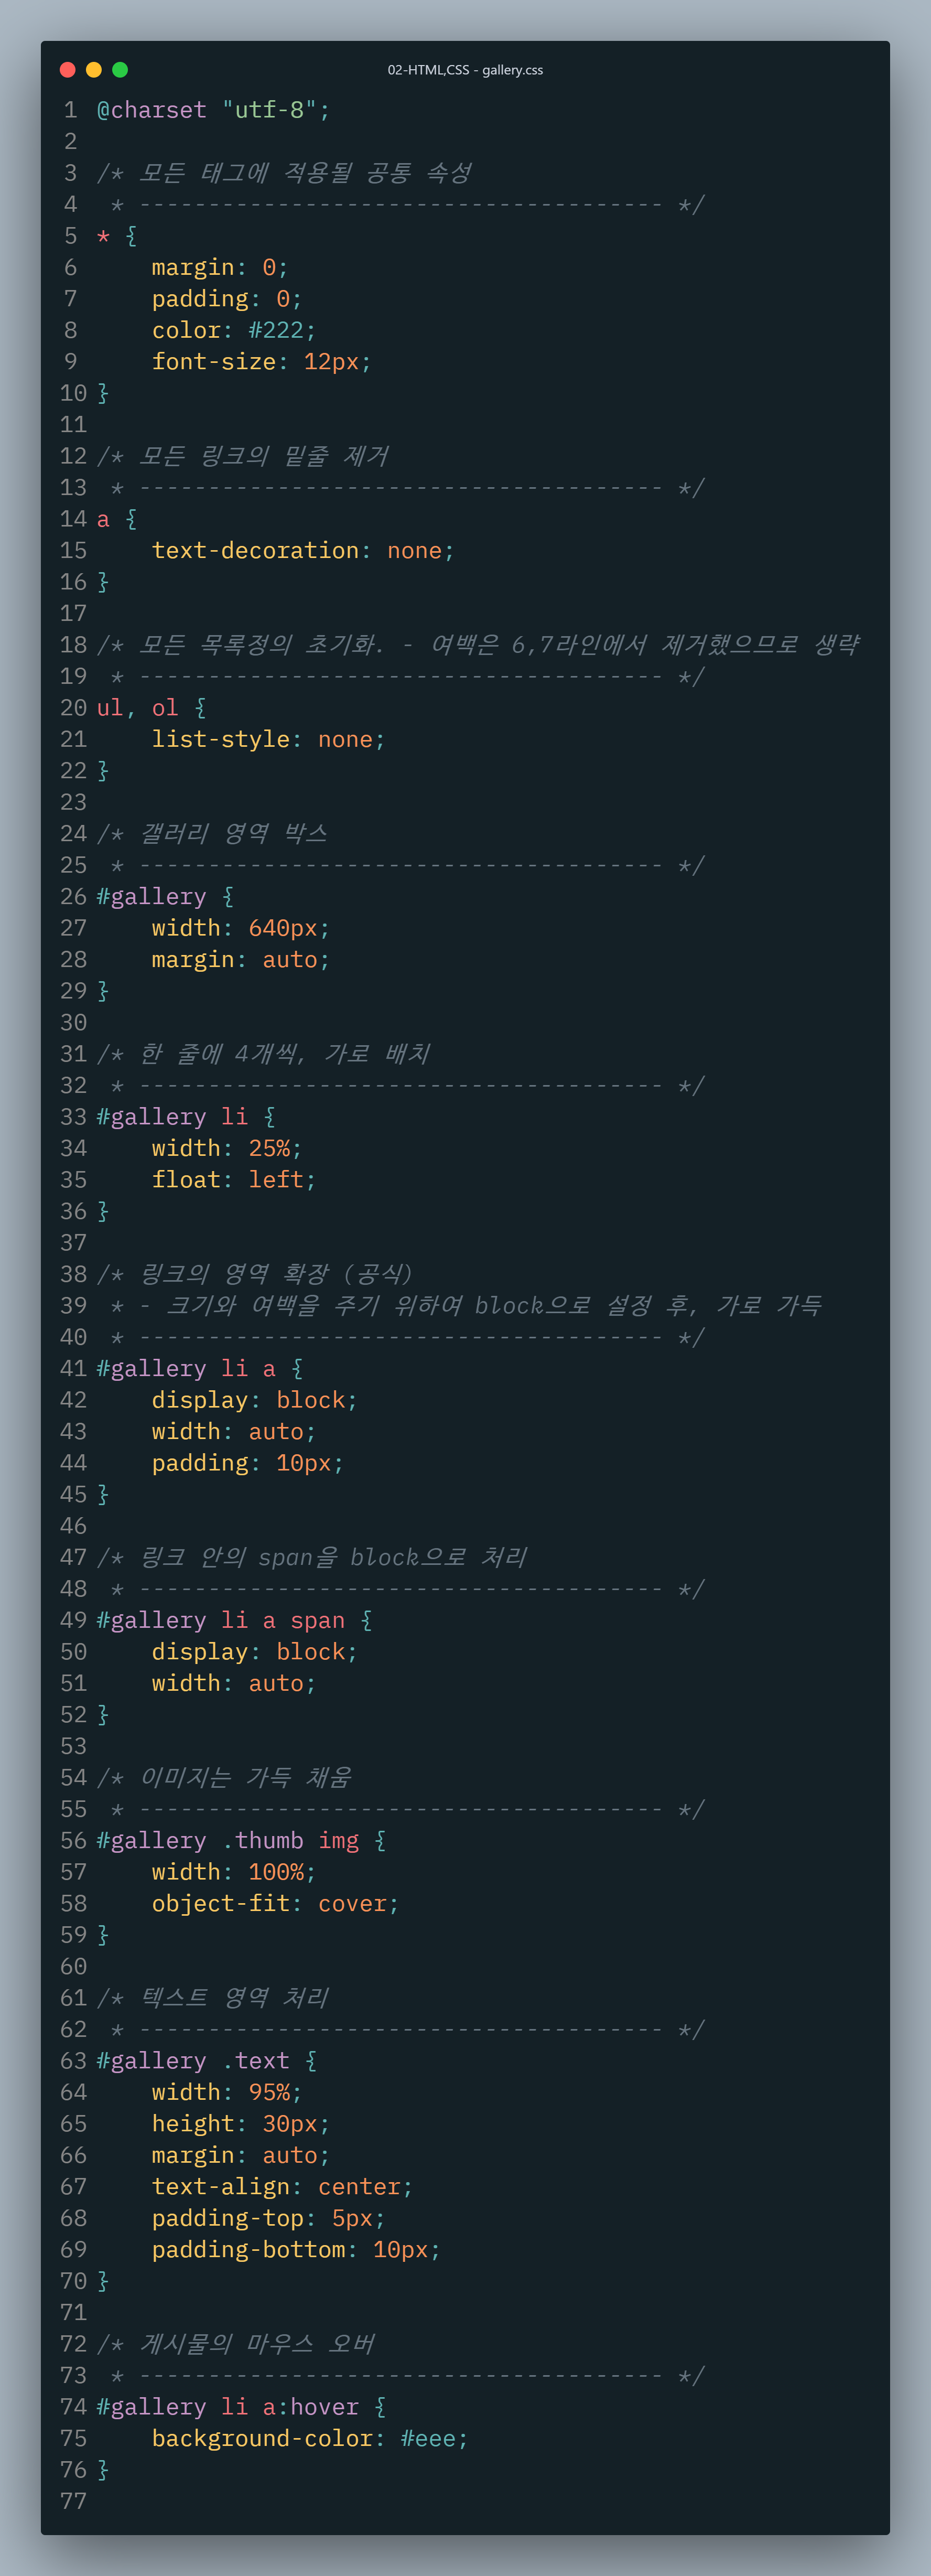 02-HTML,CSS - gallery.css
1 @charset "utf-8";
2
3 /* 모든 태그에 적용될 공통 속성
4  * -------------------------------------- */
5 * {
6     margin: 0;
7     padding: 0;
8     color: #222;
9     font-size: 12px;
10 }
11
12 /* 모든 링크의 밑줄 제거
13  * -------------------------------------- */
14 a {
15     text-decoration: none;
16 }
17
18 /* 모든 목록정의 초기화. - 여백은 6,7라인에서 제거했으므로 생략
19  * -------------------------------------- */
20 ul, ol {
21     list-style: none;
22 }
23
24 /* 갤러리 영역 박스
25  * -------------------------------------- */
26 #gallery {
27     width: 640px;
28     margin: auto;
29 }
30
31 /* 한 줄에 4개씩, 가로 배치
32  * -------------------------------------- */
33 #gallery li {
34     width: 25%;
35     float: left;
36 }
37
38 /* 링크의 영역 확장 (공식)
39  * - 크기와 여백을 주기 위하여 block으로 설정 후, 가로 가득
40  * -------------------------------------- */
41 #gallery li a {
42     display: block;
43     width: auto;
44     padding: 10px;
45 }
46
47 /* 링크 안의 span을 block으로 처리
48  * -------------------------------------- */
49 #gallery li a span {
50     display: block;
51     width: auto;
52 }
53
54 /* 이미지는 가득 채움
55  * -------------------------------------- */
56 #gallery .thumb img {
57     width: 100%;
58     object-fit: cover;
59 }
60
61 /* 텍스트 영역 처리
62  * -------------------------------------- */
63 #gallery .text {
64     width: 95%;
65     height: 30px;
66     margin: auto;
67     text-align: center;
68     padding-top: 5px;
69     padding-bottom: 10px;
70 }
71
72 /* 게시물의 마우스 오버
73  * -------------------------------------- */
74 #gallery li a:hover {
75     background-color: #eee;
76 }
77